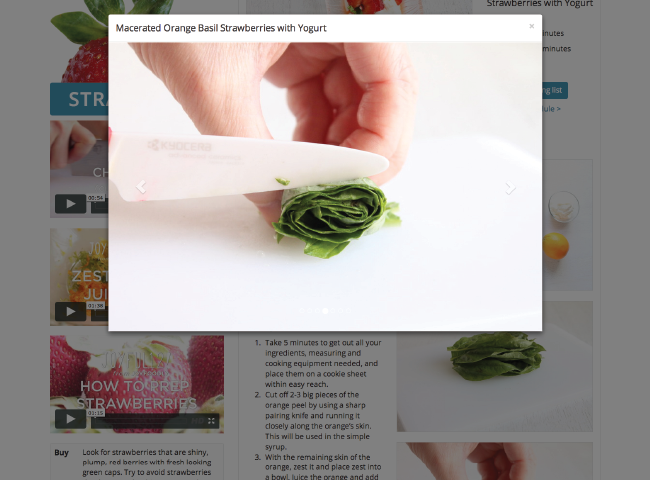 Strawberries with Yogurt
Macerated Orange Basil Strawberries with Yogurt
×
inutes
minutes
ng list
dule >
STRA
KYOCERA
CH
00:54
ZEST
JUI
01:38
HOW TO PREP
STRAWBERRIES
01:15
Buy Look for strawberries that are shiny,
plump, red berries with fresh looking
green caps. Try to avoid strawberries
1. Take 5 minutes to get out all your
ingredients, measuring and
cooking equipment needed, and
place them on a cookie sheet
within easy reach.
2. Cut off 2-3 big pieces of the
orange peel by using a sharp
pairing knife and running it
closely along the orange's skin.
This will be used in the simple
syrup.
3. With the remaining skin of the
orange, zest it and place zest into
a bowl. Juice the orange and add